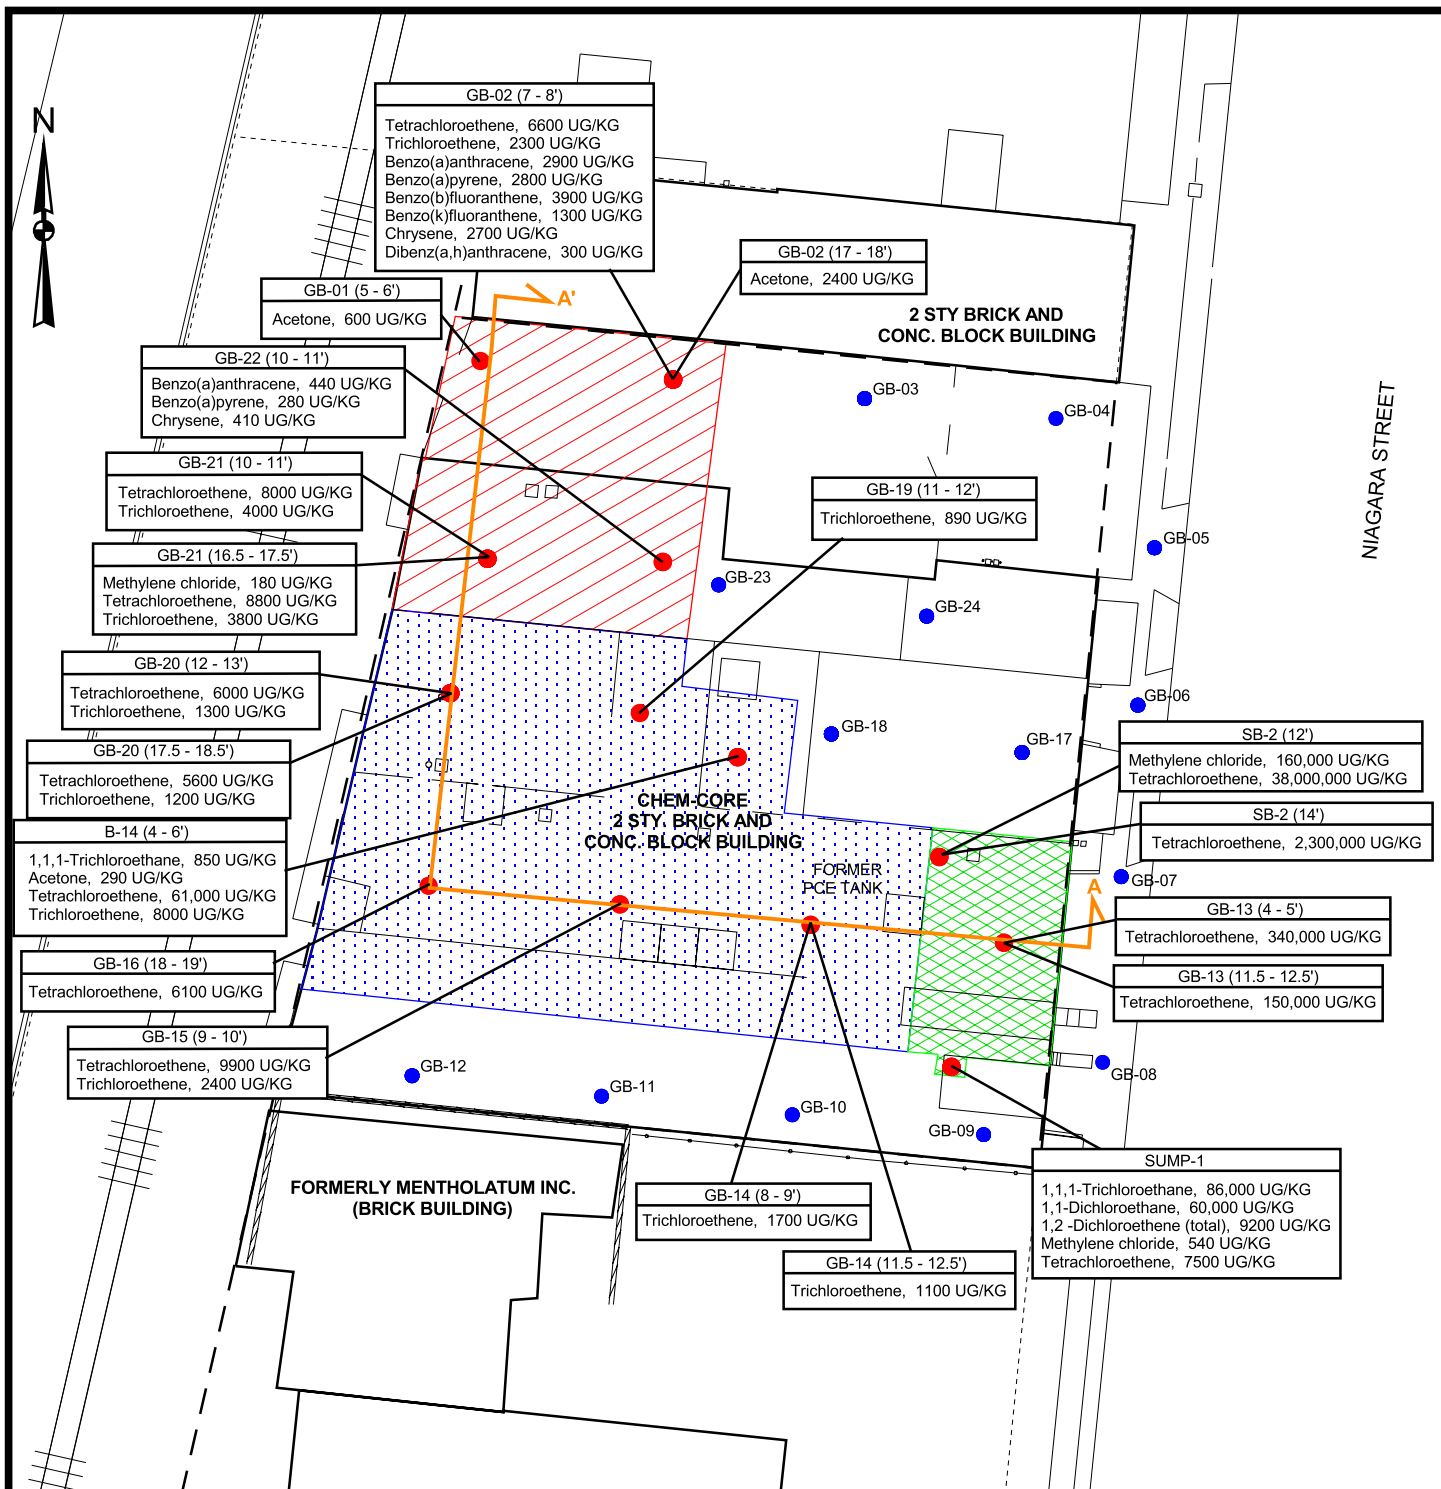 GB-02 (7 - 8')
Tetrachloroethene, 6600 UG/KG
Trichloroethene, 2300 UG/KG
Benzo(a)anthracene, 2900 UG/KG
Benzo(a)pyrene, 2800 UG/KG
Benzo(b)fluoranthene, 3900 UG/KG
Benzo(k)fluoranthene, 1300 UG/KG
Chrysene, 2700 UG/KG
Dibenz(a,h)anthracene, 300 UG/KG
N
GB-02 (17 - 18')
Acetone, 2400 UG/KG
GB-01 (5 - 6')
Acetone, 600 UG/KG
A'
2 STY BRICK AND
CONC. BLOCK BUILDING
GB-22 (10 - 11')
Benzo(a)anthracene, 440 UG/KG
Benzo(a)pyrene, 280 UG/KG
Chrysene, 410 UG/KG
GB-03
GB-04
NIAGARA STREET
GB-21 (10 - 11')
Tetrachloroethene, 8000 UG/KG
Trichloroethene, 4000 UG/KG
GB-19 (11 - 12')
Trichloroethene, 890 UG/KG
GB-05
GB-21 (16.5 - 17.5')
Methylene chloride, 180 UG/KG
Tetrachloroethene, 8800 UG/KG
Trichloroethene, 3800 UG/KG
GB-23
GB-24
GB-20 (12 - 13')
Tetrachloroethene, 6000 UG/KG
Trichloroethene, 1300 UG/KG
GB-06
GB-18
GB-17
GB-20 (17.5 - 18.5')
Tetrachloroethene, 5600 UG/KG
Trichloroethene, 1200 UG/KG
SB-2 (12')
Methylene chloride, 160,000 UG/KG
Tetrachloroethene, 38,000,000 UG/KG
CHEM-CORE
2 STY. BRICK AND
CONC. BLOCK BUILDING
SB-2 (14')
Tetrachloroethene, 2,300,000 UG/KG
B-14 (4 - 6')
1,1,1-Trichloroethane, 850 UG/KG
Acetone, 290 UG/KG
Tetrachloroethene, 61,000 UG/KG
Trichloroethene, 8000 UG/KG
FORMER
PCE TANK
GB-07
A
GB-13 (4 - 5')
Tetrachloroethene, 340,000 UG/KG
GB-16 (18 - 19')
Tetrachloroethene, 6100 UG/KG
GB-13 (11.5 - 12.5')
Tetrachloroethene, 150,000 UG/KG
GB-15 (9 - 10')
Tetrachloroethene, 9900 UG/KG
Trichloroethene, 2400 UG/KG
GB-12
GB-11
GB-10
GB-09
GB-08
FORMERLY MENTHOLATUM INC.
(BRICK BUILDING)
GB-14 (8 - 9')
Trichloroethene, 1700 UG/KG
SUMP-1
1,1,1-Trichloroethane, 86,000 UG/KG
1,1-Dichloroethane, 60,000 UG/KG
1,2 -Dichloroethene (total), 9200 UG/KG
Methylene chloride, 540 UG/KG
Tetrachloroethene, 7500 UG/KG
GB-14 (11.5 - 12.5')
Trichloroethene, 1100 UG/KG